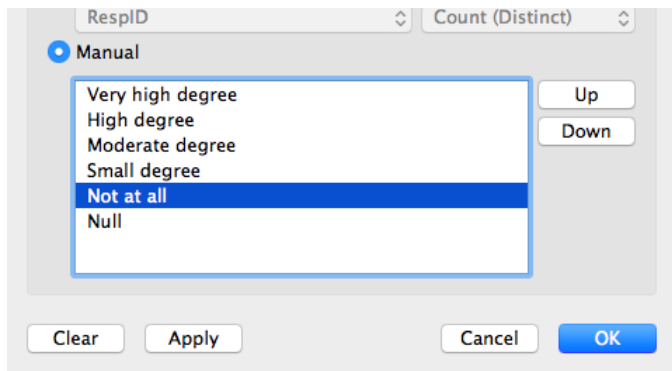 RespID Count (Distinct)
Manual
Very high degree
High degree
Moderate degree
Small degree
Not at all
Null
Up
Down
Clear Apply Cancel OK